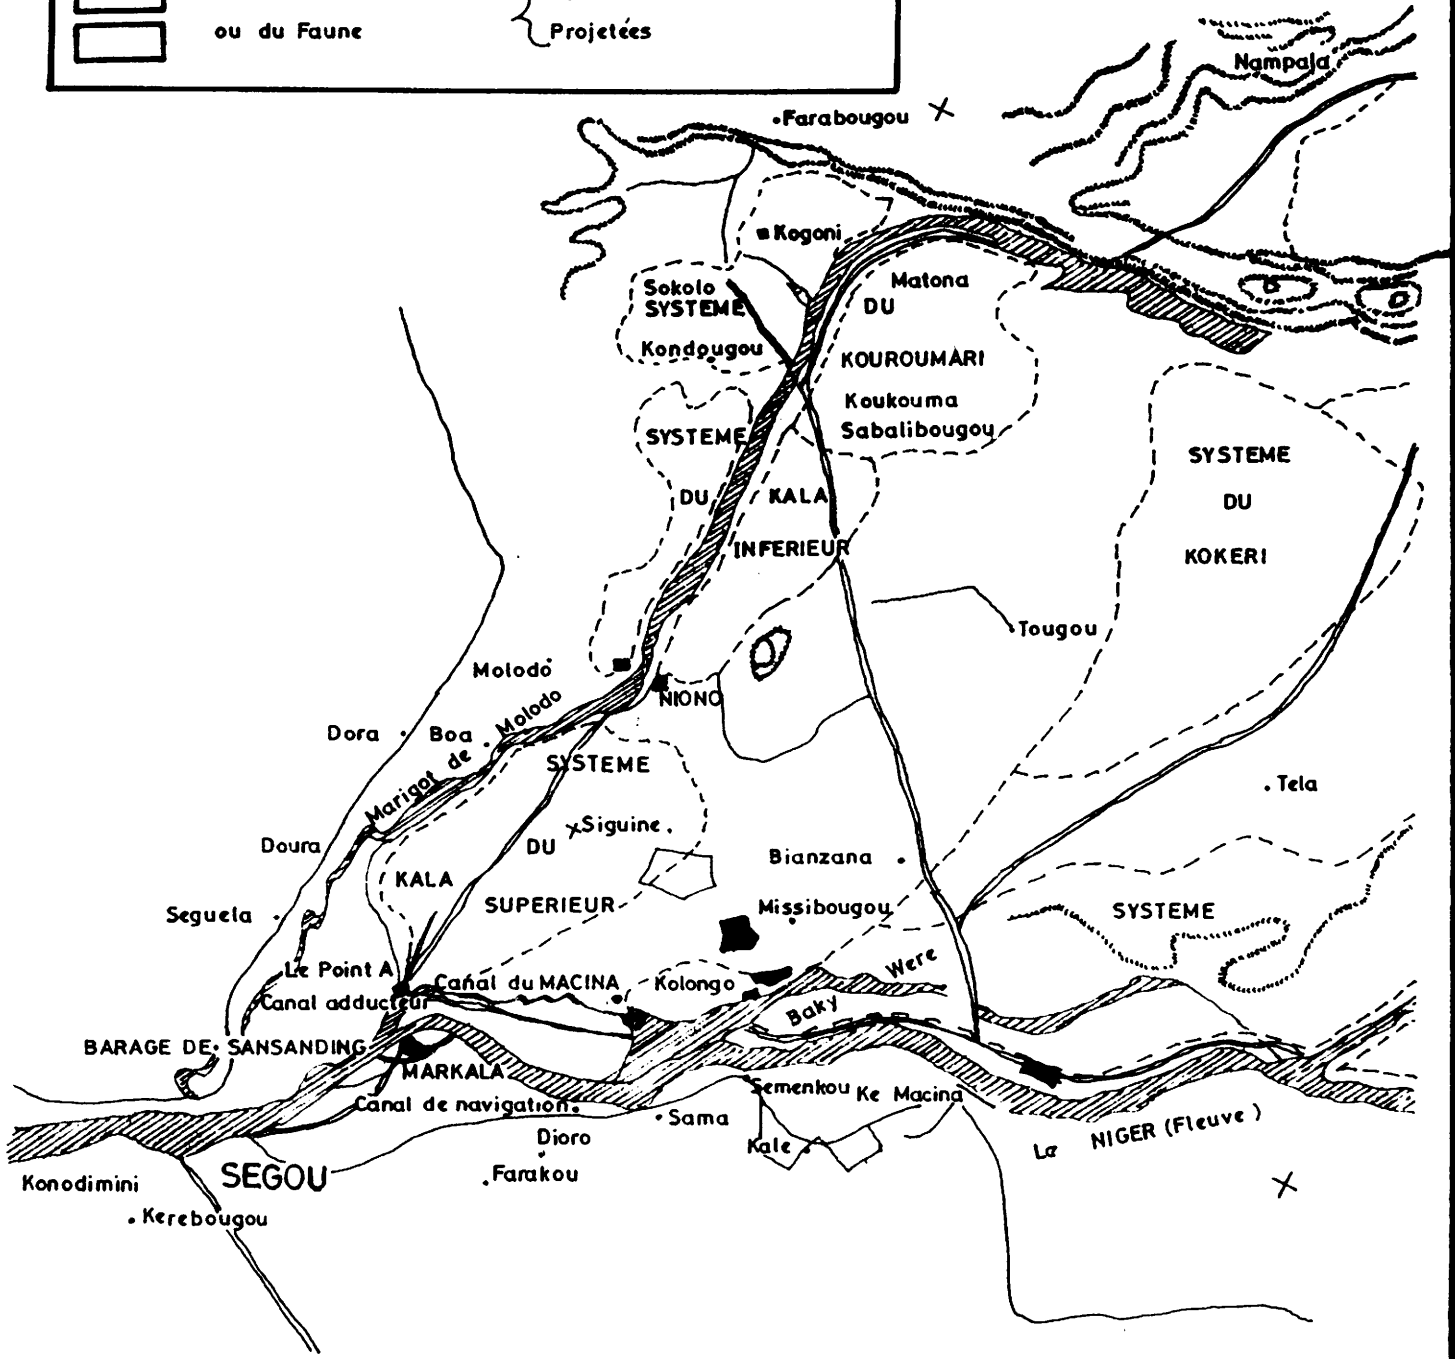 ou du Faune
Projetées
Nampala
Farabougou
Kogoni
Sokolo
SYSTEME
Kondougou
Matona
DU
KOUROUMARI
Koukouma
Sabalibougou
SYSTEME
DU
KALA
INFERIEUR
SYSTEME
DU
KOKERI
Tougou
Molodo
NIONO
Dora
Boa
Marigot de Molodo
SYSTEME
DU
Siguine
Tela
Doura
Bianzana
KALA
SUPERIEUR
Seguela
Missibougou
SYSTEME
Le Point A
Canal du MACINA
Kolongo
Were
Canal adducteur
Baky
BARAGE DE SANSANDING
MARKALA
Semenkou
Ke Macina
Canal de navigation
Sama
Dioro
Kale
Le NIGER (Fleuve)
SEGOU
Farakou
Konodimini
Kerebougou